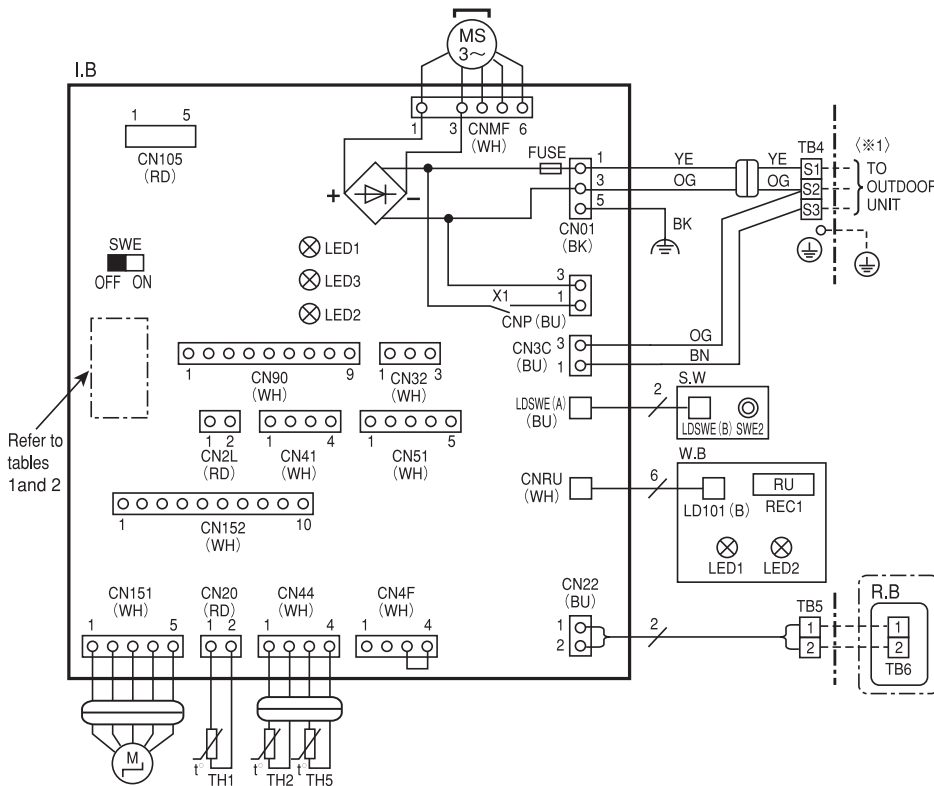 MS
3～
I.B
1 5
CN105
(RD)
1 3 CNMF 6
(WH)
FUSE
1
3
5
CN01
(BK)
YE
OG
BK
YE
OG
TB4
S1
S2
S3
〈※1〉
TO
OUTDOOR
UNIT
+
−
SWE
OFF ON
LED1
LED3
LED2
X1
3
1
CNP (BU)
CN3C
(BU)
3
1
OG
BN
1 9
CN90
(WH)
1 3
CN32
(WH)
LDSWE (A)
(BU)
2
S.W
LDSWE (B) SWE2
Refer to
tables
1and 2
1 2
CN2L
(RD)
1 4
CN41
(WH)
1 5
CN51
(WH)
CNRU
(WH)
6
W.B
LD101 (B)
RU
REC1
LED1 LED2
1 10
CN152
(WH)
CN151
(WH)
1 5
CN20
(RD)
1 2
CN44
(WH)
1 4
CN4F
(WH)
1 4
CN22
(BU)
1
2
2
TB5
1
2
R.B
1
2
TB6
M
t°
TH1
t°
TH2
t°
TH5